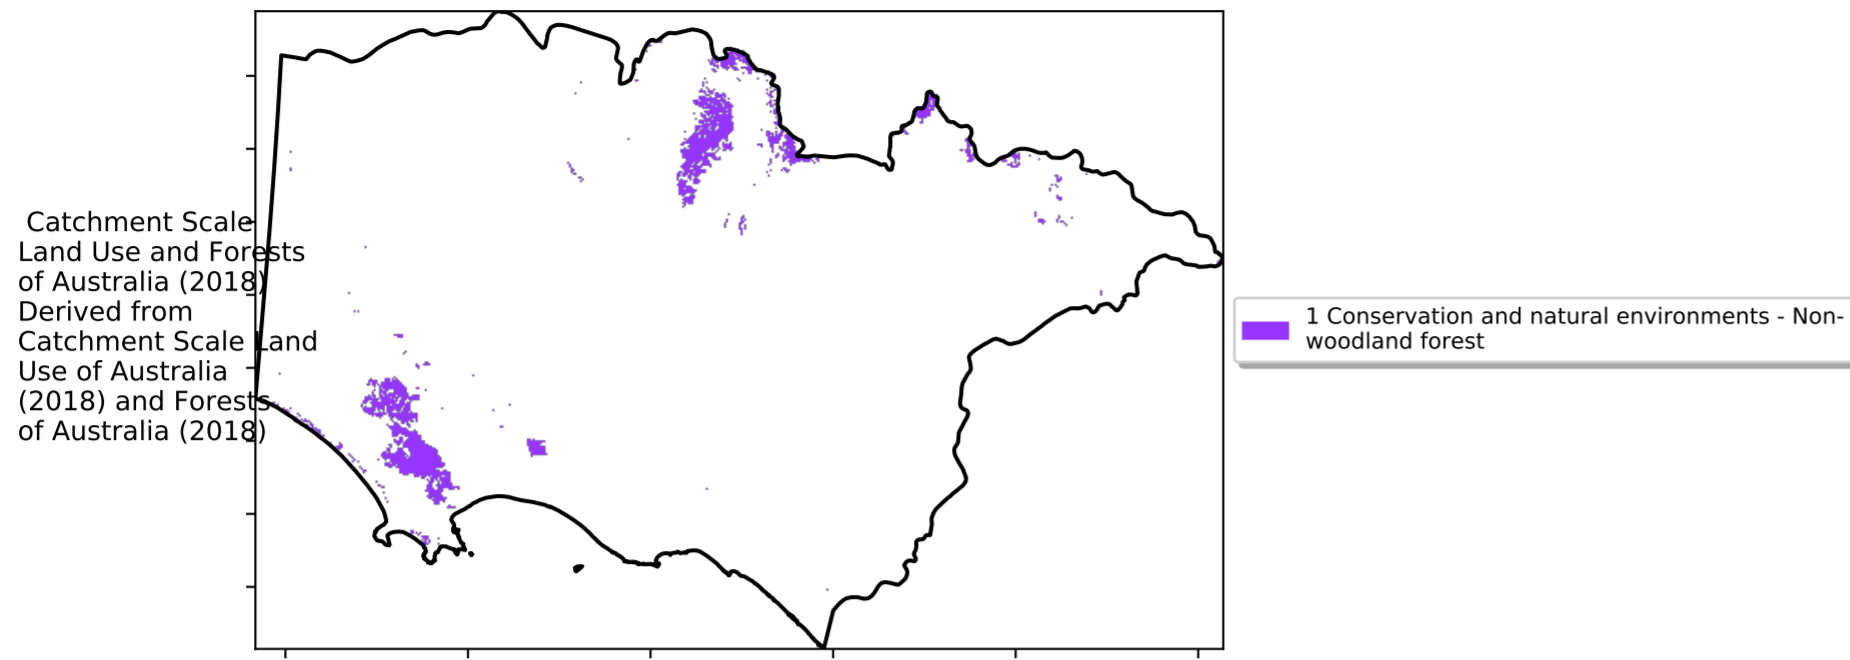 Catchment Scale
Land Use and Forests
of Australia (2018)
Derived from
Catchment Scale Land
Use of Australia
(2018) and Forests
of Australia (2018)
1 Conservation and natural environments - Non-
woodland forest